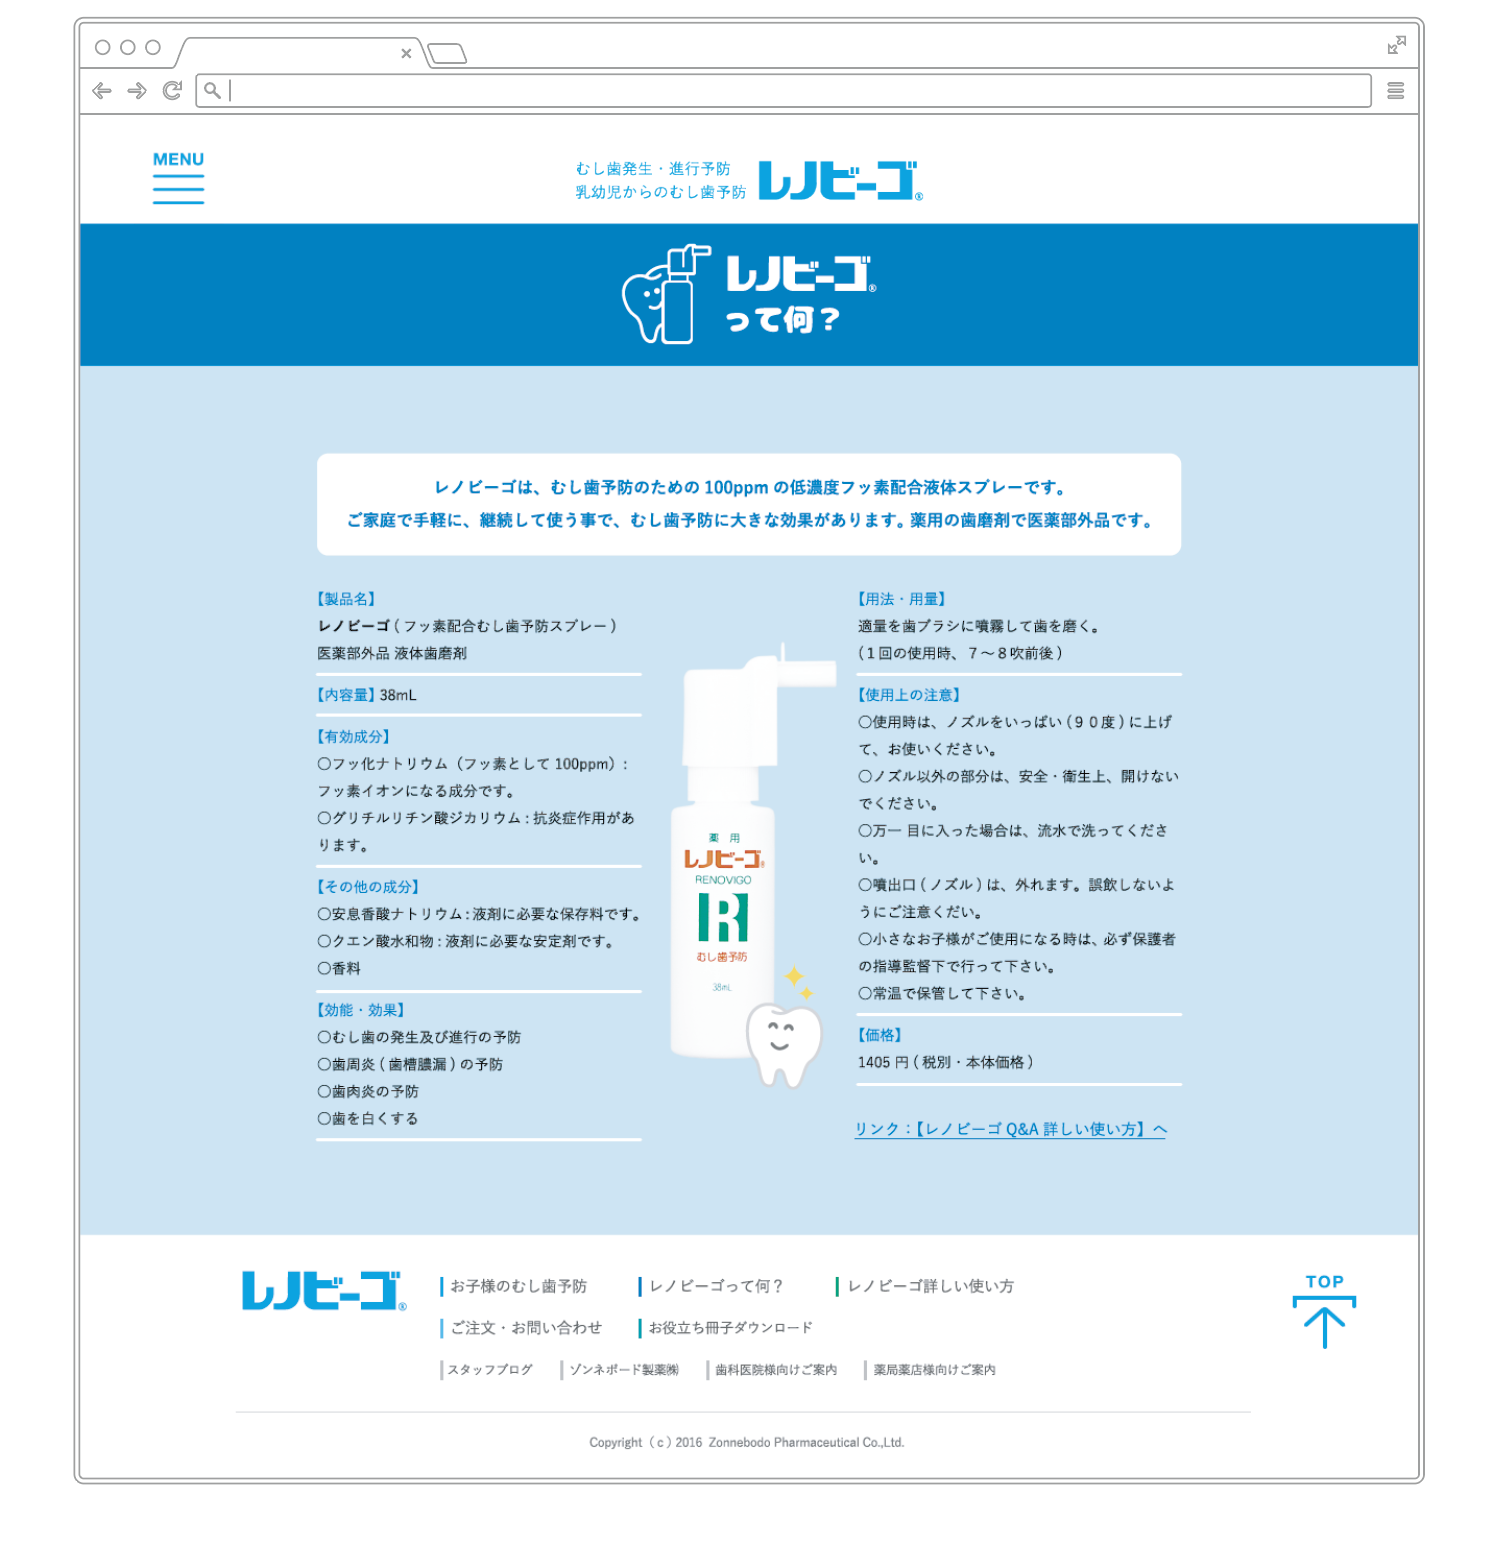 MENU
むし歯発生・進行予防
乳幼児からのむし歯予防
レノビーゴ®
レノビーゴ®
って何？
レノビーゴは、むし歯予防のための 100ppm の低濃度フッ素配合液体スプレーです。
ご家庭で手軽に、継続して使う事で、むし歯予防に大きな効果があります。薬用の歯磨剤で医薬部外品です。
【製品名】
レノビーゴ ( フッ素配合むし歯予防スプレー )
医薬部外品 液体歯磨剤
【内容量】 38mL
【有効成分】
○フッ化ナトリウム（フッ素として 100ppm）:
フッ素イオンになる成分です。
○グリチルリチン酸ジカリウム : 抗炎症作用があ
ります。
【その他の成分】
○安息香酸ナトリウム : 液剤に必要な保存料です。
○クエン酸水和物 : 液剤に必要な安定剤です。
○香料
【効能・効果】
○むし歯の発生及び進行の予防
○歯周炎 ( 歯槽膿漏 ) の予防
○歯肉炎の予防
○歯を白くする
薬 用
レノビーゴ®
RENOVIGO
R
むし歯予防
38mL
【用法・用量】
適量を歯ブラシに噴霧して歯を磨く。
( １回の使用時、７～８吹前後 )
【使用上の注意】
○使用時は、ノズルをいっぱい ( ９０度 ) に上げ
て、お使いください。
○ノズル以外の部分は、安全・衛生上、開けない
でください。
○万一 目に入った場合は、流水で洗ってくださ
い。
○噴出口 ( ノズル ) は、外れます。誤飲しないよ
うにご注意くだい。
○小さなお子様がご使用になる時は、必ず保護者
の指導監督下で行って下さい。
○常温で保管して下さい。
【価格】
1405 円 ( 税別・本体価格 )
リンク：【レノビーゴ Q&A 詳しい使い方】へ
レノビーゴ®
お子様のむし歯予防
レノビーゴって何？
レノビーゴ詳しい使い方
ご注文・お問い合わせ
お役立ち冊子ダウンロード
スタッフブログ
ゾンネボード製薬㈱
歯科医院様向けご案内
薬局薬店様向けご案内
TOP
Copyright（c）2016 Zonnebodo Pharmaceutical Co.,Ltd.